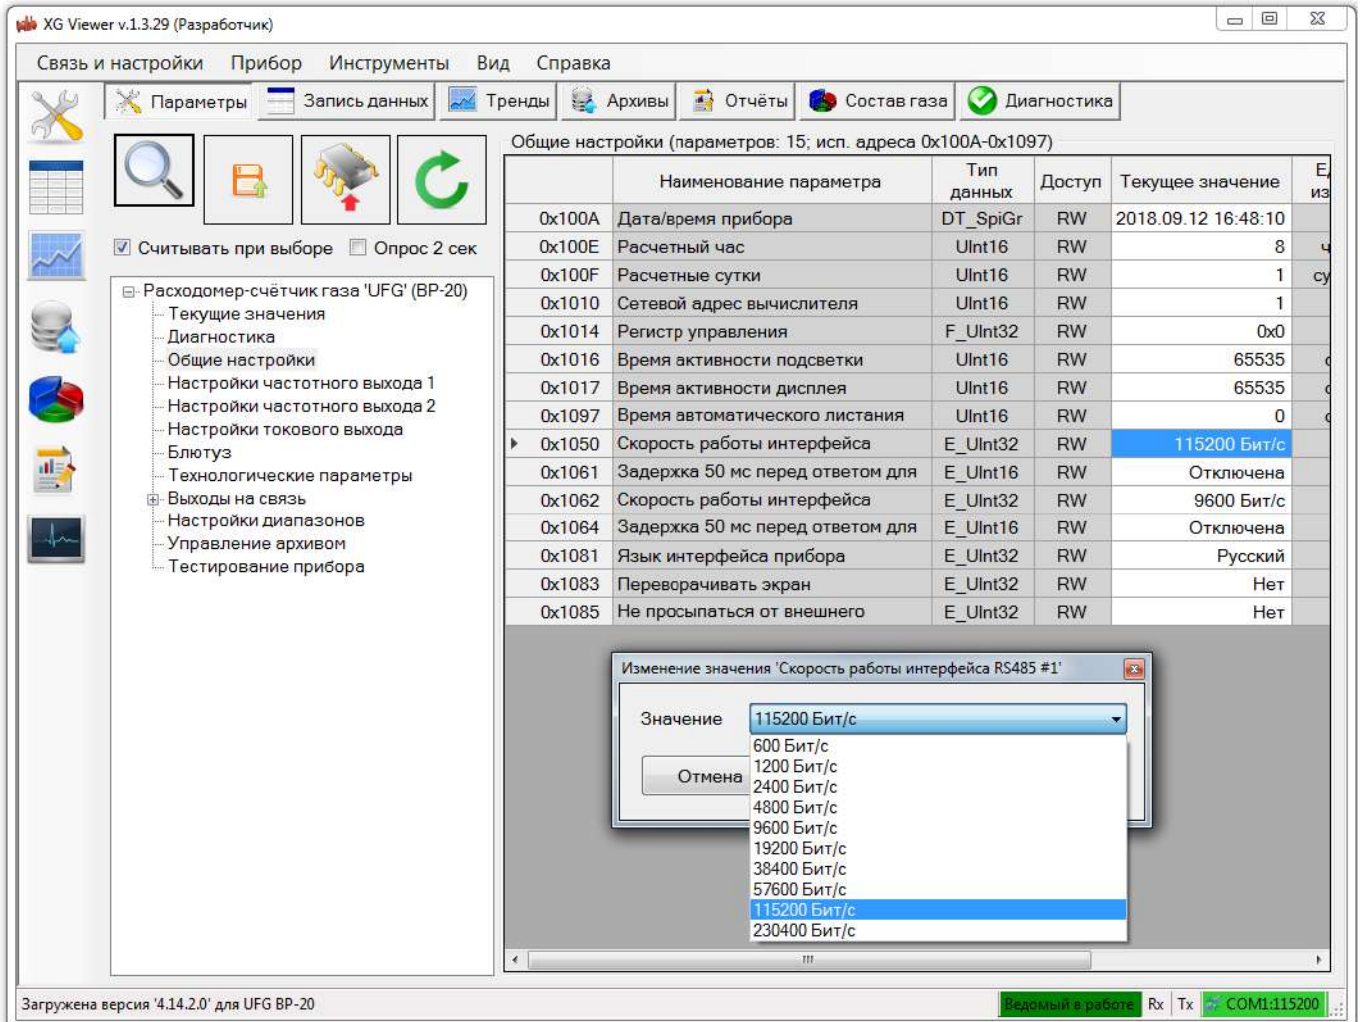 XG Viewer v.1.3.29 (Разработчик)
Связь и настройки Прибор Инструменты Вид Справка
Параметры Запись данных Тренды Архивы Отчёты Состав газа Диагностика
Считывать при выборе Опрос 2 сек
Расходомер-счётчик газа 'UFG' (ВР-20)
Текущие значения
Диагностика
Общие настройки
Настройки частотного выхода 1
Настройки частотного выхода 2
Настройки токового выхода
Блютуз
Технологические параметры
Выходы на связь
Настройки диапазонов
Управление архивом
Тестирование прибора
Общие настройки (параметров: 15; исп. адреса 0x100A-0x1097)
Наименование параметра Тип данных Доступ Текущее значение
0x100A Дата/время прибора DT_SpiGr RW 2018.09.12 16:48:10
0x100E Расчетный час UInt16 RW 8 ч
0x100F Расчетные сутки UInt16 RW 1 су
0x1010 Сетевой адрес вычислителя UInt16 RW 1
0x1014 Регистр управления F_UInt32 RW 0x0
0x1016 Время активности подсветки UInt16 RW 65535
0x1017 Время активности дисплея UInt16 RW 65535
0x1097 Время автоматического листания UInt16 RW 0
0x1050 Скорость работы интерфейса E_UInt32 RW 115200 Бит/с
0x1061 Задержка 50 мс перед ответом для E_UInt16 RW Отключена
0x1062 Скорость работы интерфейса E_UInt32 RW 9600 Бит/с
0x1064 Задержка 50 мс перед ответом для E_UInt16 RW Отключена
0x1081 Язык интерфейса прибора E_UInt32 RW Русский
0x1083 Переворачивать экран E_UInt32 RW Нет
0x1085 Не просыпаться от внешнего E_UInt32 RW Нет
Изменение значения 'Скорость работы интерфейса RS485 #1'
Значение 115200 Бит/с
Отмена
600 Бит/с
1200 Бит/с
2400 Бит/с
4800 Бит/с
9600 Бит/с
19200 Бит/с
38400 Бит/с
57600 Бит/с
115200 Бит/с
230400 Бит/с
Загружена версия '4.14.2.0' для UFG BP-20 Ведомый в работе Rx Tx COM1:115200